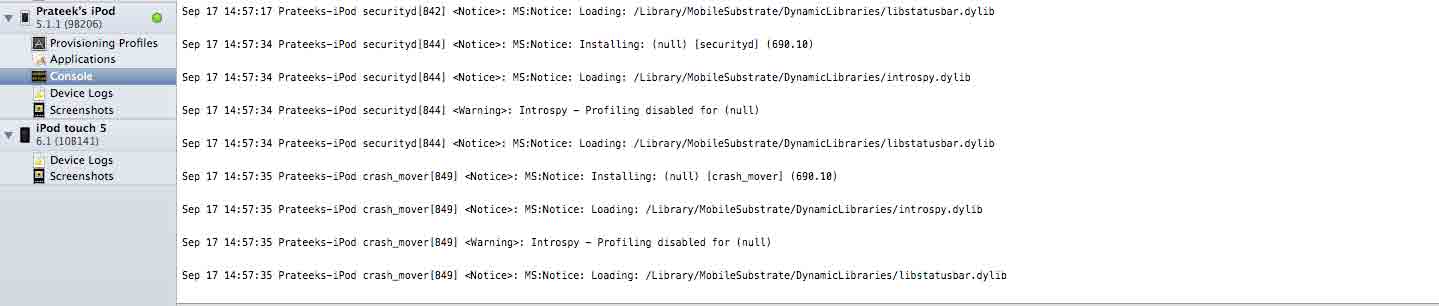 Prateek's iPod
5.1.1 (9B206)
Provisioning Profiles
Applications
Console
Device Logs
Screenshots
iPod touch 5
6.1 (10B141)
Device Logs
Screenshots
Sep 17 14:57:17 Prateeks-iPod securityd[842] <Notice>: MS:Notice: Loading: /Library/MobileSubstrate/DynamicLibraries/libstatusbar.dylib
Sep 17 14:57:34 Prateeks-iPod securityd[844] <Notice>: MS:Notice: Installing: (null) [securityd] (690.10)
Sep 17 14:57:34 Prateeks-iPod securityd[844] <Notice>: MS:Notice: Loading: /Library/MobileSubstrate/DynamicLibraries/introspy.dylib
Sep 17 14:57:34 Prateeks-iPod securityd[844] <Warning>: Introspy - Profiling disabled for (null)
Sep 17 14:57:34 Prateeks-iPod securityd[844] <Notice>: MS:Notice: Loading: /Library/MobileSubstrate/DynamicLibraries/libstatusbar.dylib
Sep 17 14:57:35 Prateeks-iPod crash_mover[849] <Notice>: MS:Notice: Installing: (null) [crash_mover] (690.10)
Sep 17 14:57:35 Prateeks-iPod crash_mover[849] <Notice>: MS:Notice: Loading: /Library/MobileSubstrate/DynamicLibraries/introspy.dylib
Sep 17 14:57:35 Prateeks-iPod crash_mover[849] <Warning>: Introspy - Profiling disabled for (null)
Sep 17 14:57:35 Prateeks-iPod crash_mover[849] <Notice>: MS:Notice: Loading: /Library/MobileSubstrate/DynamicLibraries/libstatusbar.dylib